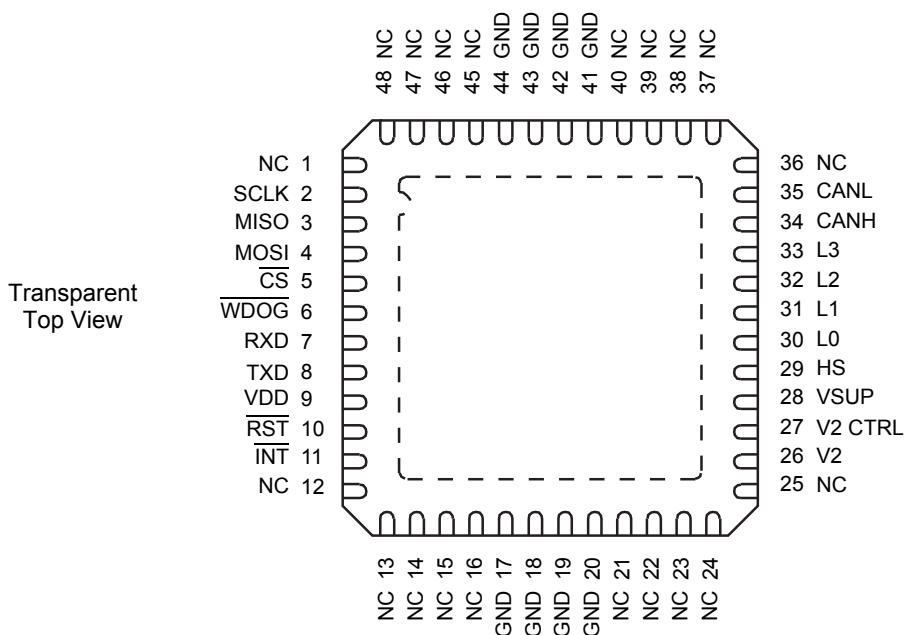 48 NC
47 NC
46 NC
45 NC
44 GND
43 GND
42 GND
41 GND
40 NC
39 NC
38 NC
37 NC
NC 1
SCLK 2
MISO 3
MOSI 4
CS 5
WDOG 6
RXD 7
TXD 8
VDD 9
RST 10
INT 11
NC 12
Transparent
Top View
36 NC
35 CANL
34 CANH
33 L3
32 L2
31 L1
30 L0
29 HS
28 VSUP
27 V2 CTRL
26 V2
25 NC
NC 13
NC 14
NC 15
NC 16
GND 17
GND 18
GND 19
GND 20
NC 21
NC 22
NC 23
NC 24